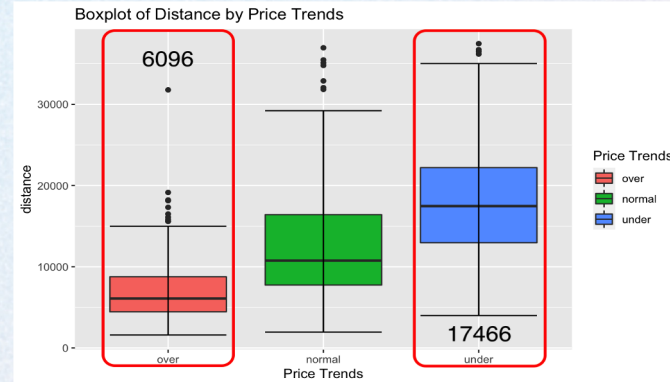 Boxplot of Distance by Price Trends
6096
30000
20000
10000
0
distance
17466
over
normal
under
Price Trends
Price Trends
over
normal
under